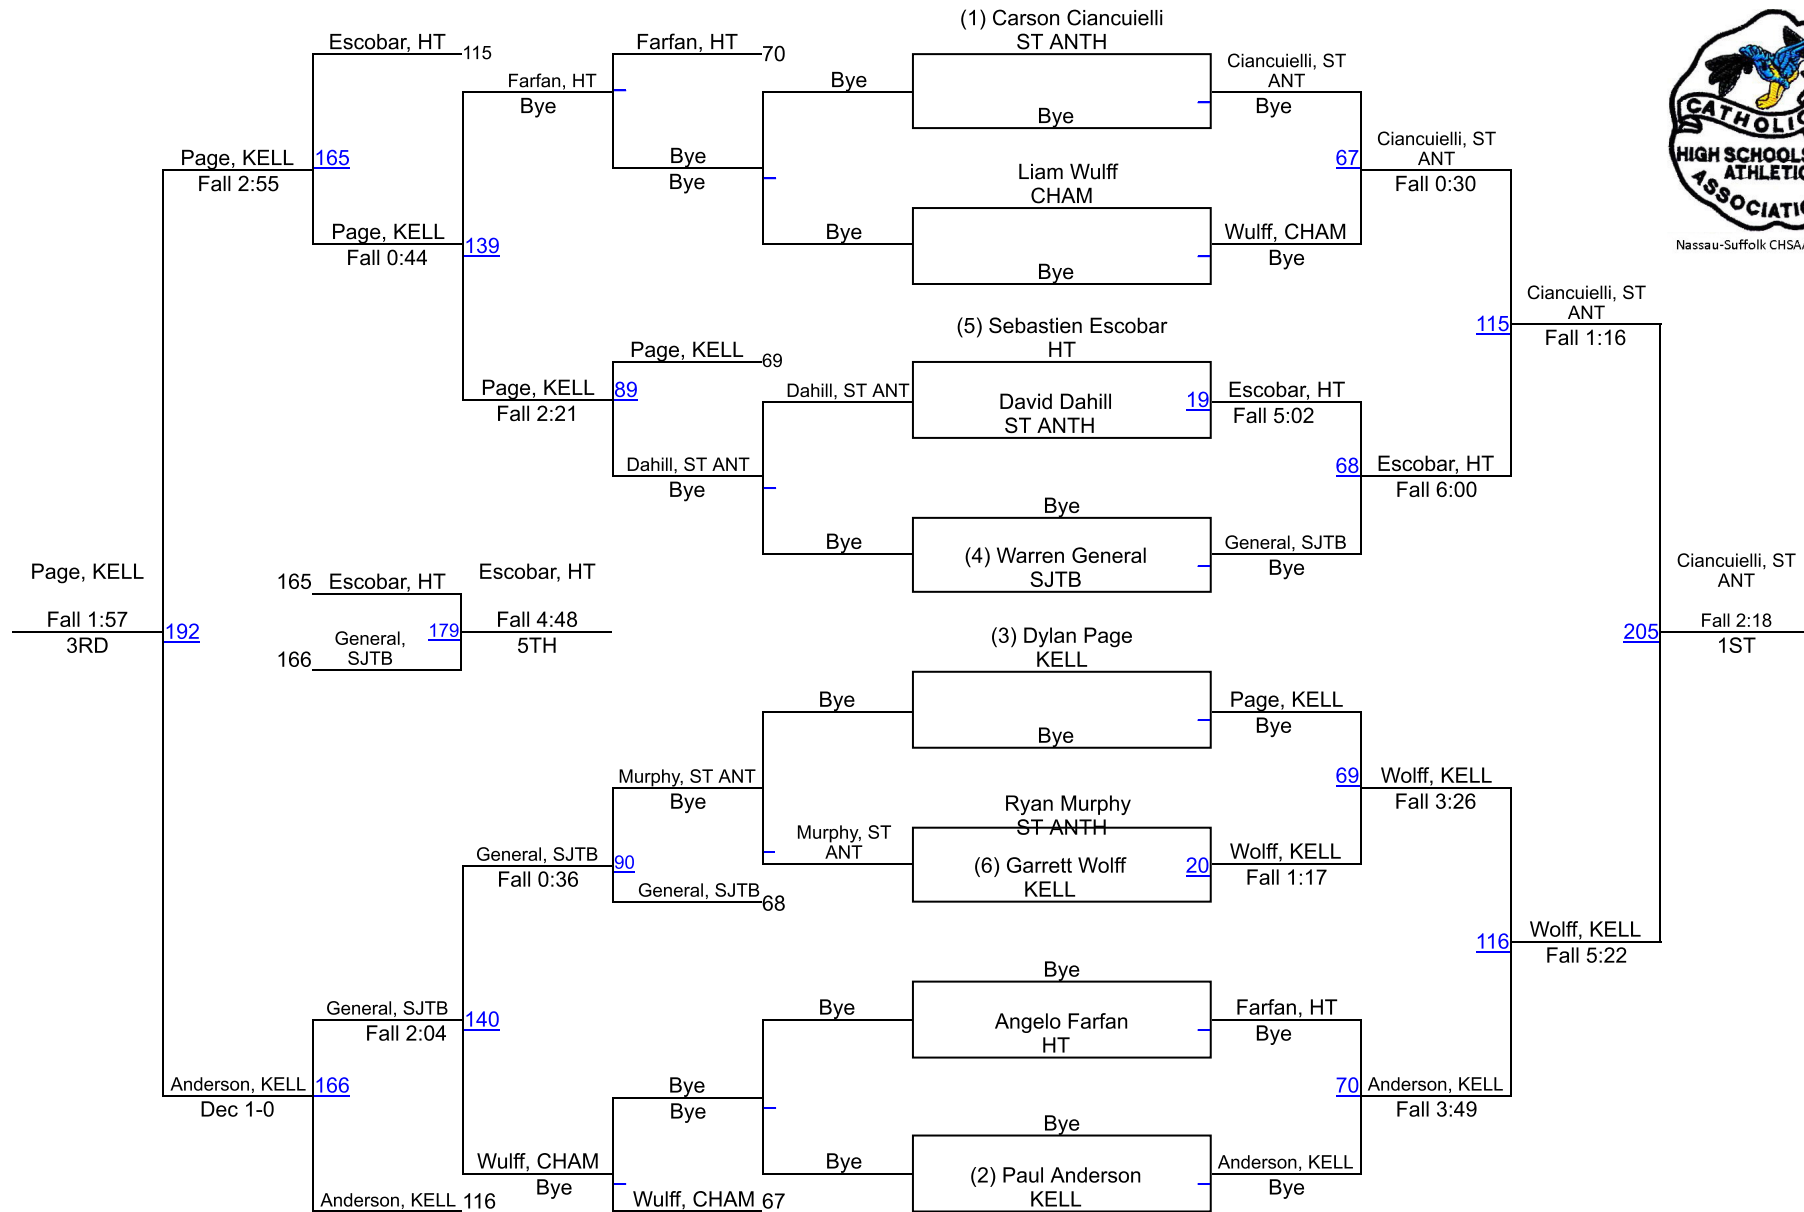 (1) Carson Ciancuielli
ST ANTH
Escobar, HT
115
Farfan, HT
70
Ciancuielli, ST
ANT
Bye
Farfan, HT
Bye
Bye
Bye
Ciancuielli, ST
ANT
Fall 0:30
67
CATHOLIC
HIGH SCHOOLS
ATHLETIC
ASSOCIATI
Nassau-Suffolk CHSAA
Page, KELL
Fall 2:55
165
Bye
Bye
Liam Wulff
CHAM
Bye
Bye
Wulff, CHAM
Bye
Page, KELL
Fall 0:44
139
Ciancuielli, ST
ANT
Fall 1:16
115
(5) Sebastien Escobar
HT
Page, KELL
69
Page, KELL
Fall 2:21
89
Dahill, ST ANT
David Dahill
ST ANTH
19
Escobar, HT
Fall 5:02
Dahill, ST ANT
Bye
68
Escobar, HT
Fall 6:00
Bye
Bye
(4) Warren General
SJTB
General, SJTB
Bye
Page, KELL
Fall 1:57
3RD
192
165
Escobar, HT
General,
SJTB
166
179
Escobar, HT
Fall 4:48
5TH
Ciancuielli, ST
ANT
Fall 2:18
1ST
205
(3) Dylan Page
KELL
Bye
Bye
Page, KELL
Bye
Murphy, ST ANT
Bye
69
Wolff, KELL
Fall 3:26
Ryan Murphy
ST ANTH
Murphy, ST
ANT
(6) Garrett Wolff
KELL
20
Wolff, KELL
Fall 1:17
General, SJTB
Fall 0:36
90
General, SJTB
68
116
Wolff, KELL
Fall 5:22
Bye
Bye
Angelo Farfan
HT
Farfan, HT
Bye
General, SJTB
Fall 2:04
140
Anderson, KELL
Dec 1-0
166
Bye
Bye
70
Anderson, KELL
Fall 3:49
Bye
Bye
(2) Paul Anderson
KELL
Anderson, KELL
Bye
Wulff, CHAM
Bye
Anderson, KELL
116
Wulff, CHAM
67